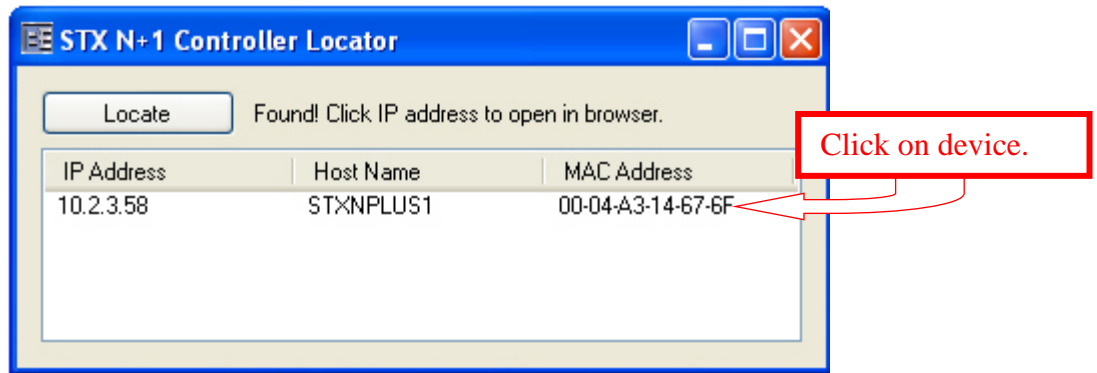 STX N+1 Controller Locator
Locate Found! Click IP address to open in browser.
Click on device.
IP Address Host Name MAC Address
10.2.3.58 STXNPLUS1 00-04-A3-14-67-6F